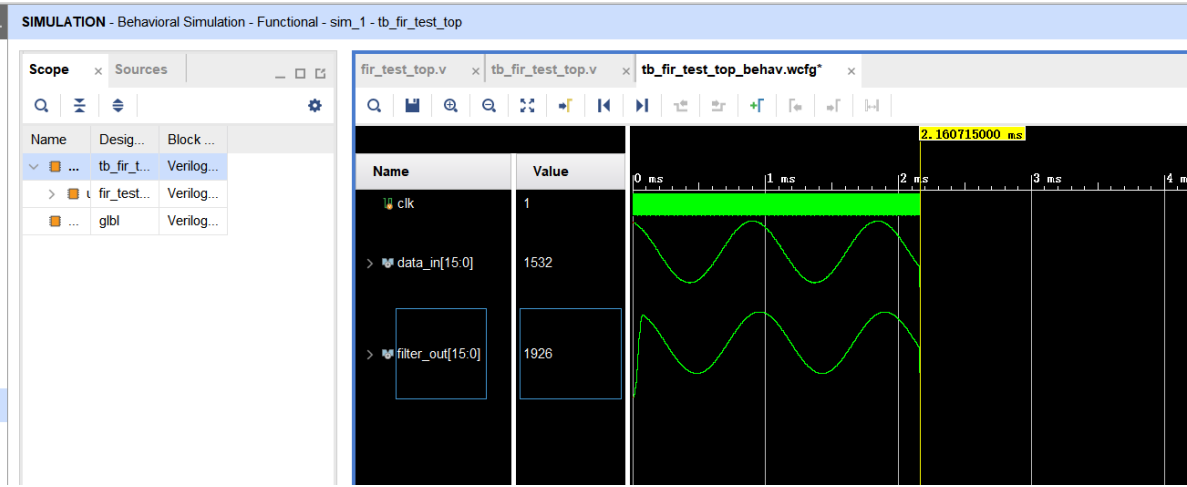 SIMULATION - Behavioral Simulation - Functional - sim_1 - tb_fir_test_top
Scope Sources
fir_test_top.v tb_fir_test_top.v tb_fir_test_top_behav.wcfg*
Name Desig... Block ...
... tb_fir_t... Verilog...
u fir_test... Verilog...
... glbl Verilog...
2.160715000 ms
Name Value
0 ms 1 ms 2 ms 3 ms 4 m
clk 1
data_in[15:0] 1532
filter_out[15:0] 1926